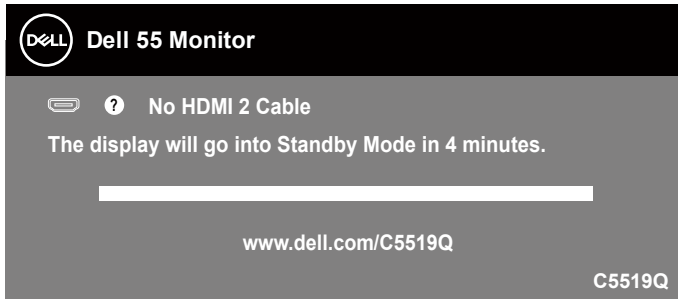 DELL Dell 55 Monitor
? No HDMI 2 Cable
The display will go into Standby Mode in 4 minutes.
www.dell.com/C5519Q
C5519Q